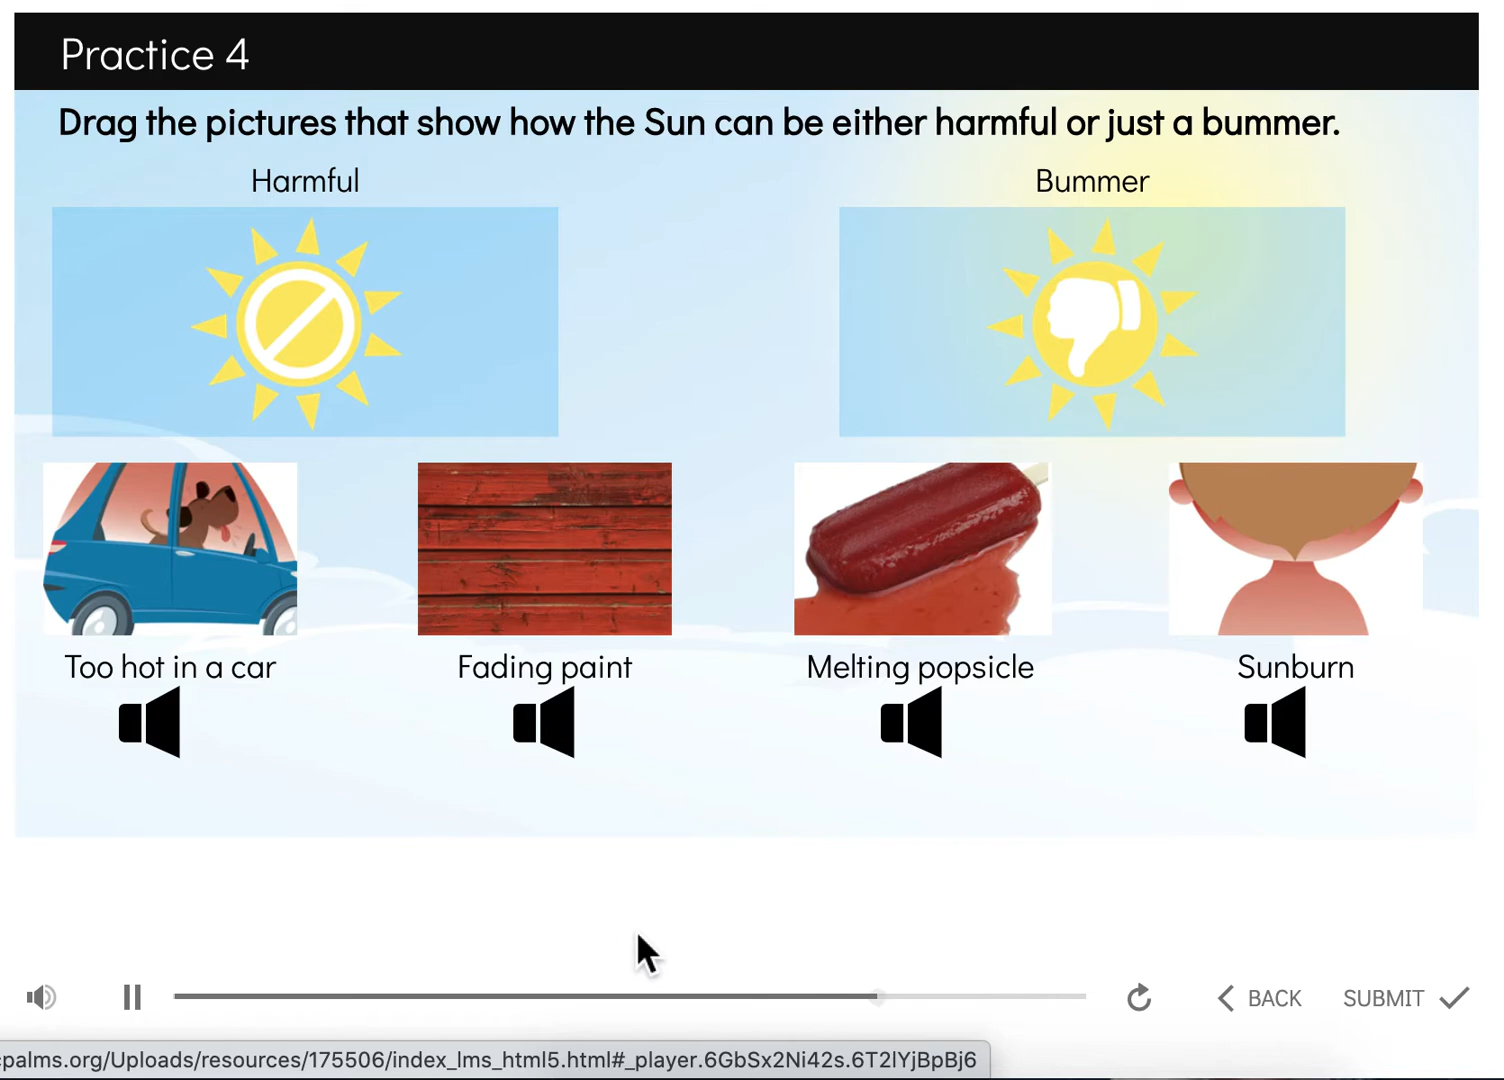 Practice 4
Drag the pictures that show how the Sun can be either harmful or just a bummer.
Harmful
Bummer
Too hot in a car
Fading paint
Melting popsicle
Sunburn
BACK
SUBMIT
cpalms.org/Uploads/resources/175506/index_lms_html5.html#_player.6GbSx2Ni42s.6T2lYjBpBj6